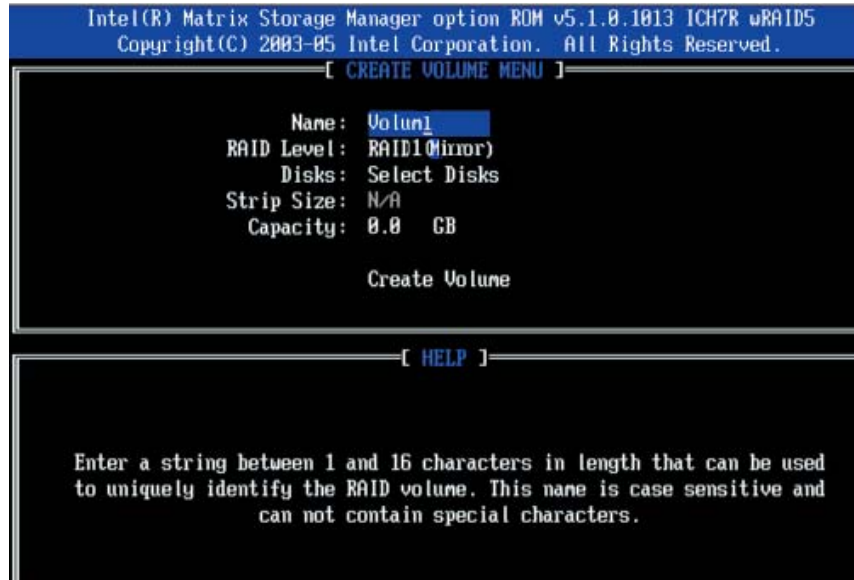 Intel(R) Matrix Storage Manager option ROM v5.1.0.1013 ICH7R wRAID5
Copyright(C) 2003-05 Intel Corporation. All Rights Reserved.
[ CREATE VOLUME MENU ]
Name: Volum1
RAID Level: RAID1(Mirror)
Disks: Select Disks
Strip Size: N/A
Capacity: 0.0 GB
Create Volume
[ HELP ]
Enter a string between 1 and 16 characters in length that can be used
to uniquely identify the RAID volume. This name is case sensitive and
can not contain special characters.